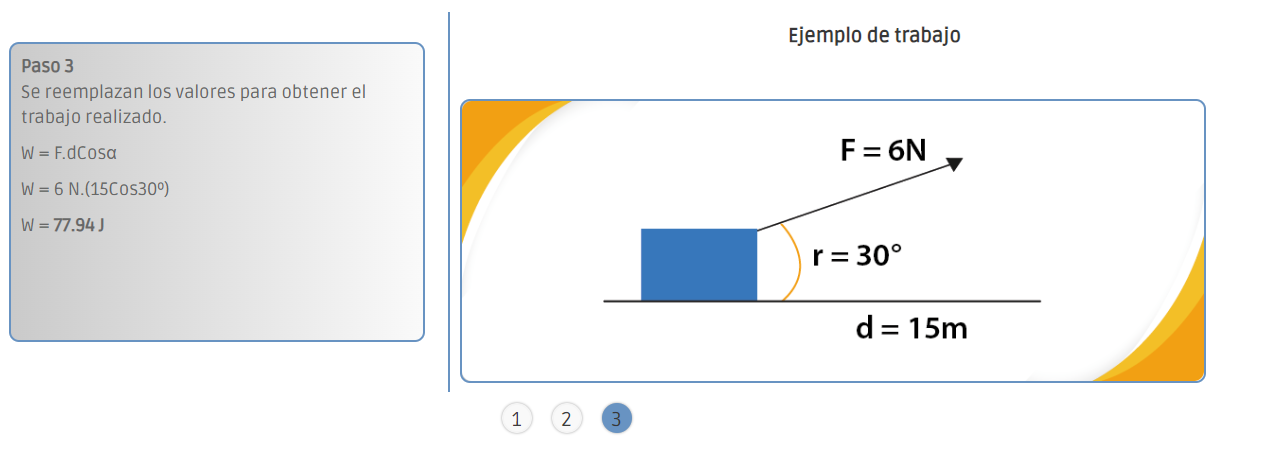 Paso 3
Se reemplazan los valores para obtener el
trabajo realizado.
W = F.dCosα
W = 6 N.(15Cos30º)
W = 77.94 J
Ejemplo de trabajo
F = 6N
r = 30°
d = 15m
1 2 3